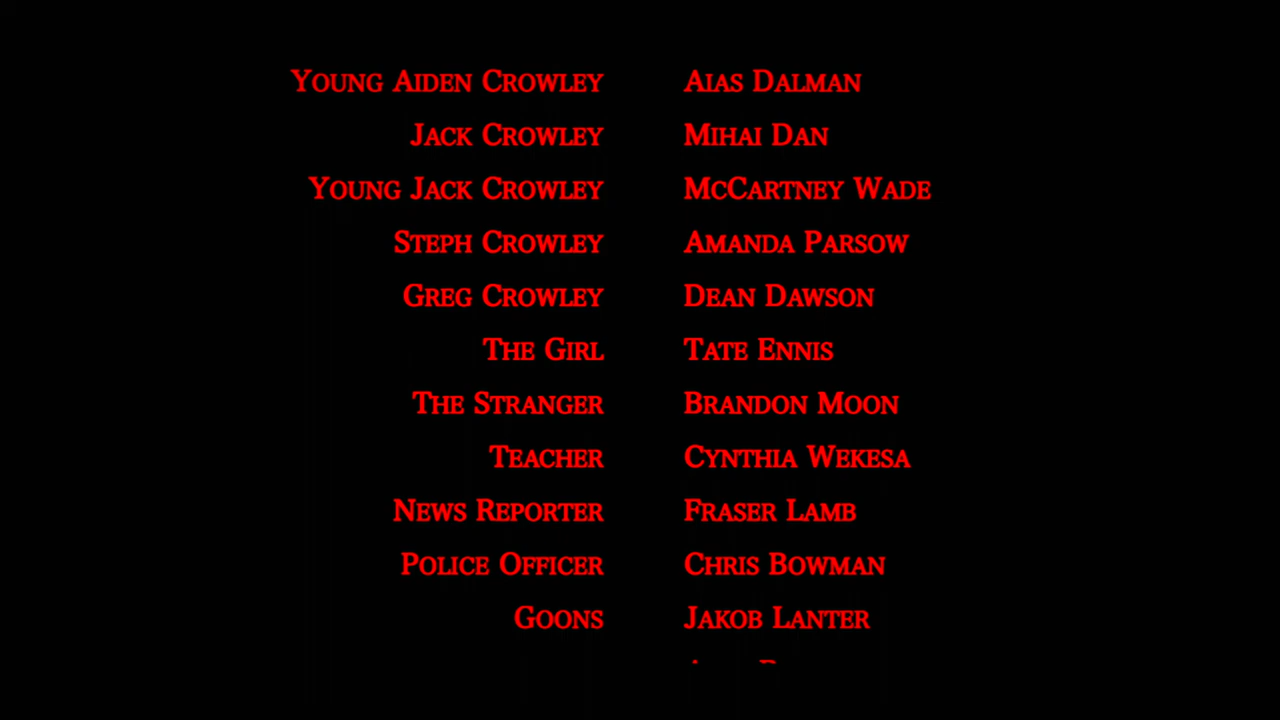 Young Aiden Crowley Aias Dalman
Jack Crowley Mihai Dan
Young Jack Crowley McCartney Wade
Steph Crowley Amanda Parsow
Greg Crowley Dean Dawson
The Girl Tate Ennis
The Stranger Brandon Moon
Teacher Cynthia Wekesa
News Reporter Fraser Lamb
Police Officer Chris Bowman
Goons Jakob Lanter